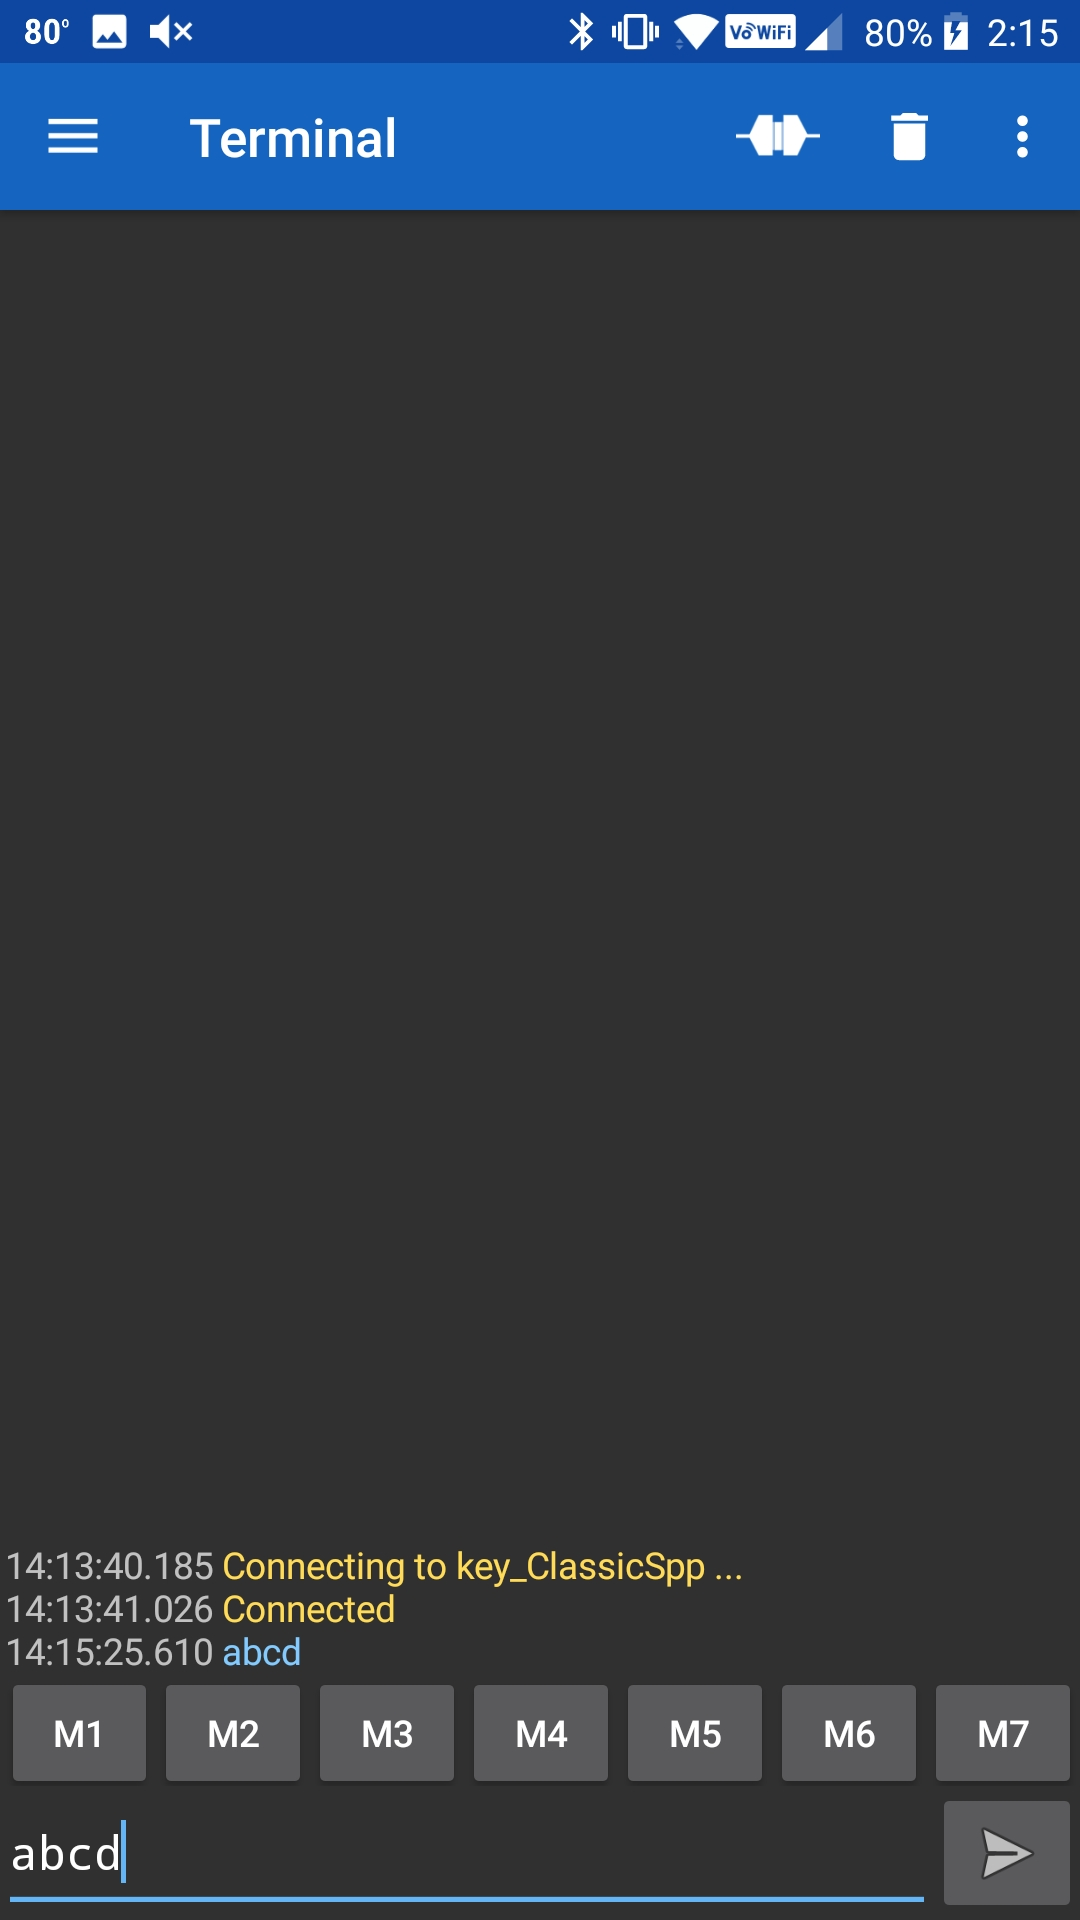 80° VoWiFi 80% 2:15
Terminal
14:13:40.185 Connecting to key_ClassicSpp ...
14:13:41.026 Connected
14:15:25.610 abcd
M1 M2 M3 M4 M5 M6 M7
abcd